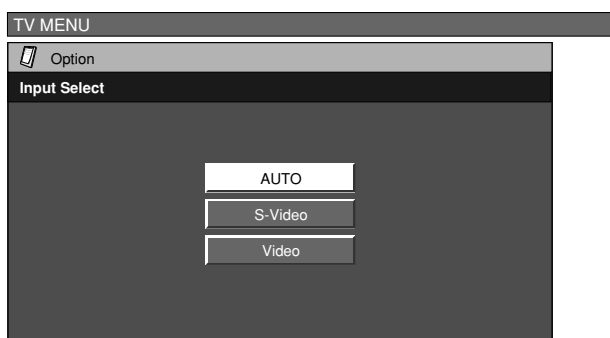 TV MENU
Option
Input Select
AUTO
S-Video
Video